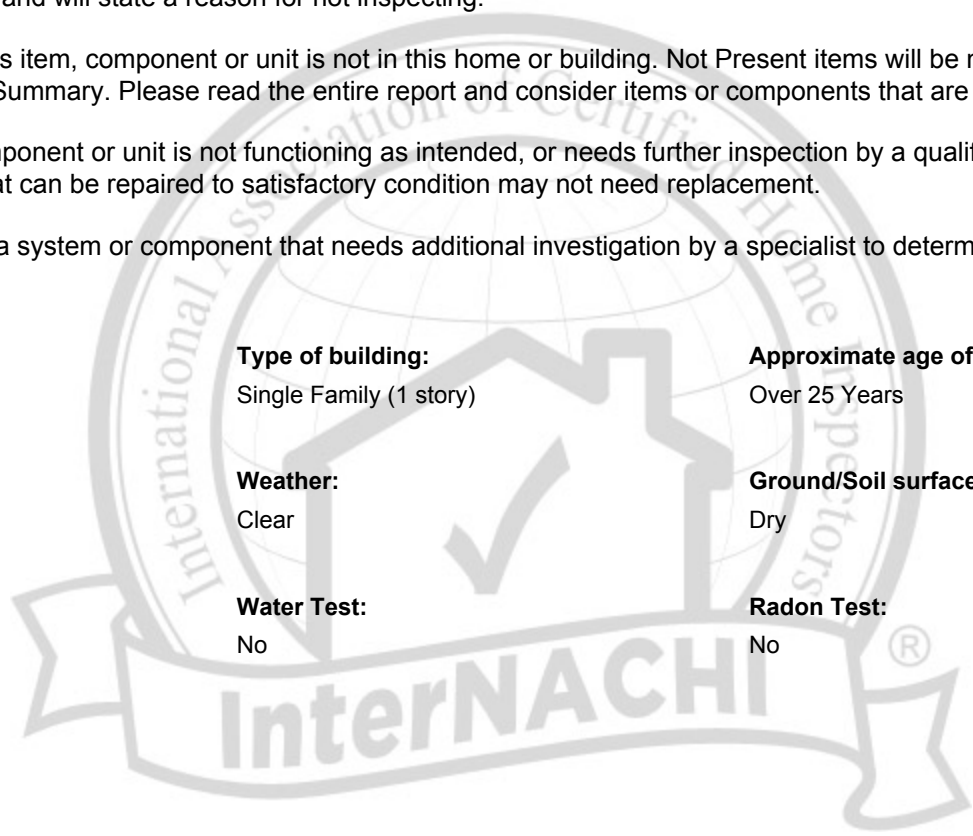 and will state a reason for not inspecting.
s item, component or unit is not in this home or building. Not Present items will be
Summary. Please read the entire report and consider items or components that are
ponent or unit is not functioning as intended, or needs further inspection by a
at can be repaired to satisfactory condition may not need replacement.
a system or component that needs additional investigation by a specialist to
Type of building: Approximate age of
Single Family (1 story) Over 25 Years
Weather: Ground/Soil surface
Clear Dry
Water Test: Radon Test:
No No
International Association of Certified Home Inspectors
InterNACHI ®